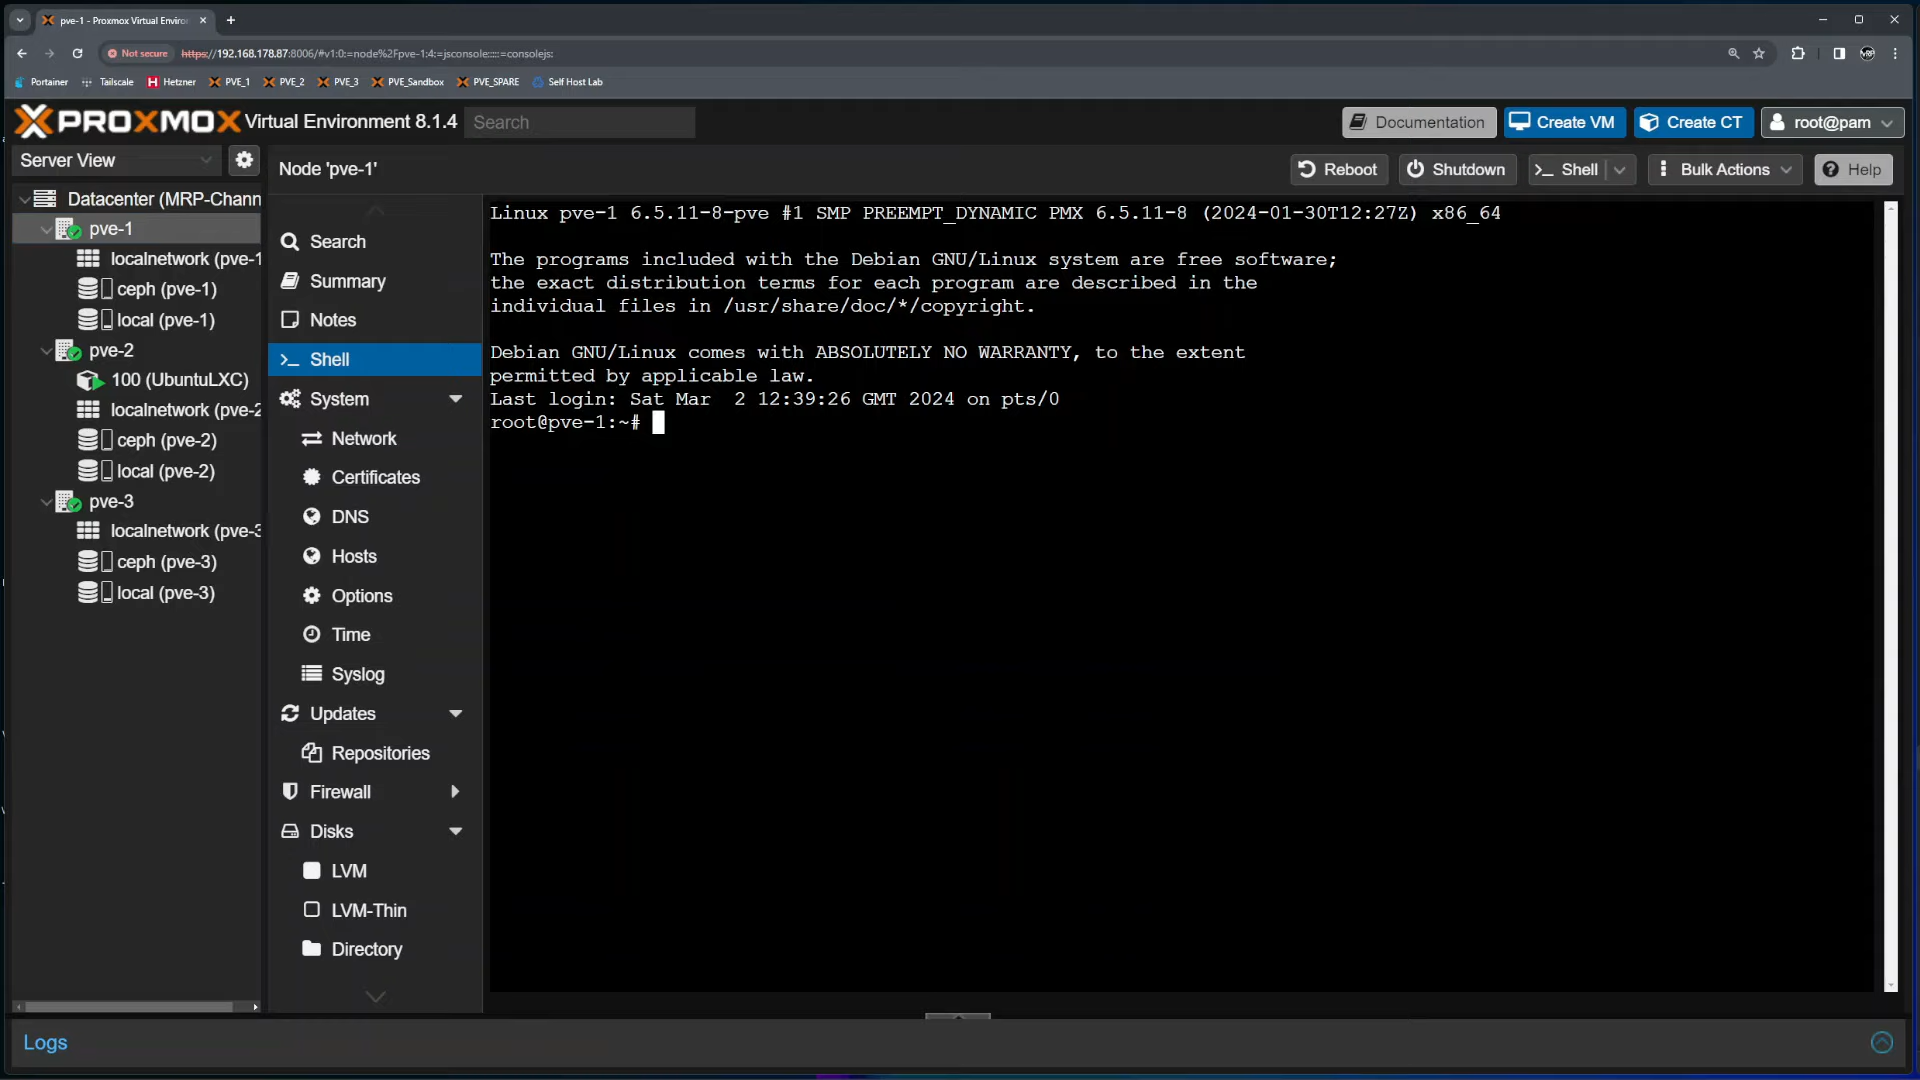 pve-1 - Proxmox Virtual Enviro
Not secure
https://192.168.178.87:8006/#v1:0:=node%2Fpve-1:4:=jsconsole:::::=consolejs:
Portainer
Tailscale
Hetzner
PVE_1
PVE_2
PVE_3
PVE_Sandbox
PVE_SPARE
Self Host Lab
PROXMOX Virtual Environment 8.1.4
Search
Documentation
Create VM
Create CT
root@pam
Server View
Node 'pve-1'
Reboot
Shutdown
Shell
Bulk Actions
Help
Datacenter (MRP-Chann
pve-1
localnetwork (pve-1
ceph (pve-1)
local (pve-1)
pve-2
100 (UbuntuLXC)
localnetwork (pve-2
ceph (pve-2)
local (pve-2)
pve-3
localnetwork (pve-3
ceph (pve-3)
local (pve-3)
Search
Summary
Notes
Shell
System
Network
Certificates
DNS
Hosts
Options
Time
Syslog
Updates
Repositories
Firewall
Disks
LVM
LVM-Thin
Directory
Linux pve-1 6.5.11-8-pve #1 SMP PREEMPT_DYNAMIC PMX 6.5.11-8 (2024-01-30T12:27Z) x86_64
The programs included with the Debian GNU/Linux system are free software;
the exact distribution terms for each program are described in the
individual files in /usr/share/doc/*/copyright.
Debian GNU/Linux comes with ABSOLUTELY NO WARRANTY, to the extent
permitted by applicable law.
Last login: Sat Mar  2 12:39:26 GMT 2024 on pts/0
root@pve-1:~#
Logs